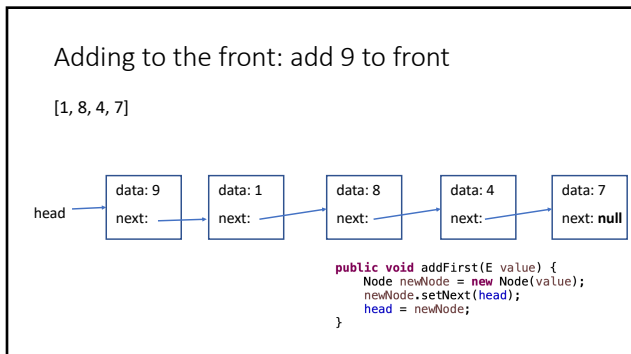 Adding to the front: add 9 to front
[1, 8, 4, 7]
head
data: 9
next:
data: 1
next:
data: 8
next:
data: 4
next:
data: 7
next: null
public void addFirst(E value) {
    Node newNode = new Node(value);
    newNode.setNext(head);
    head = newNode;
}